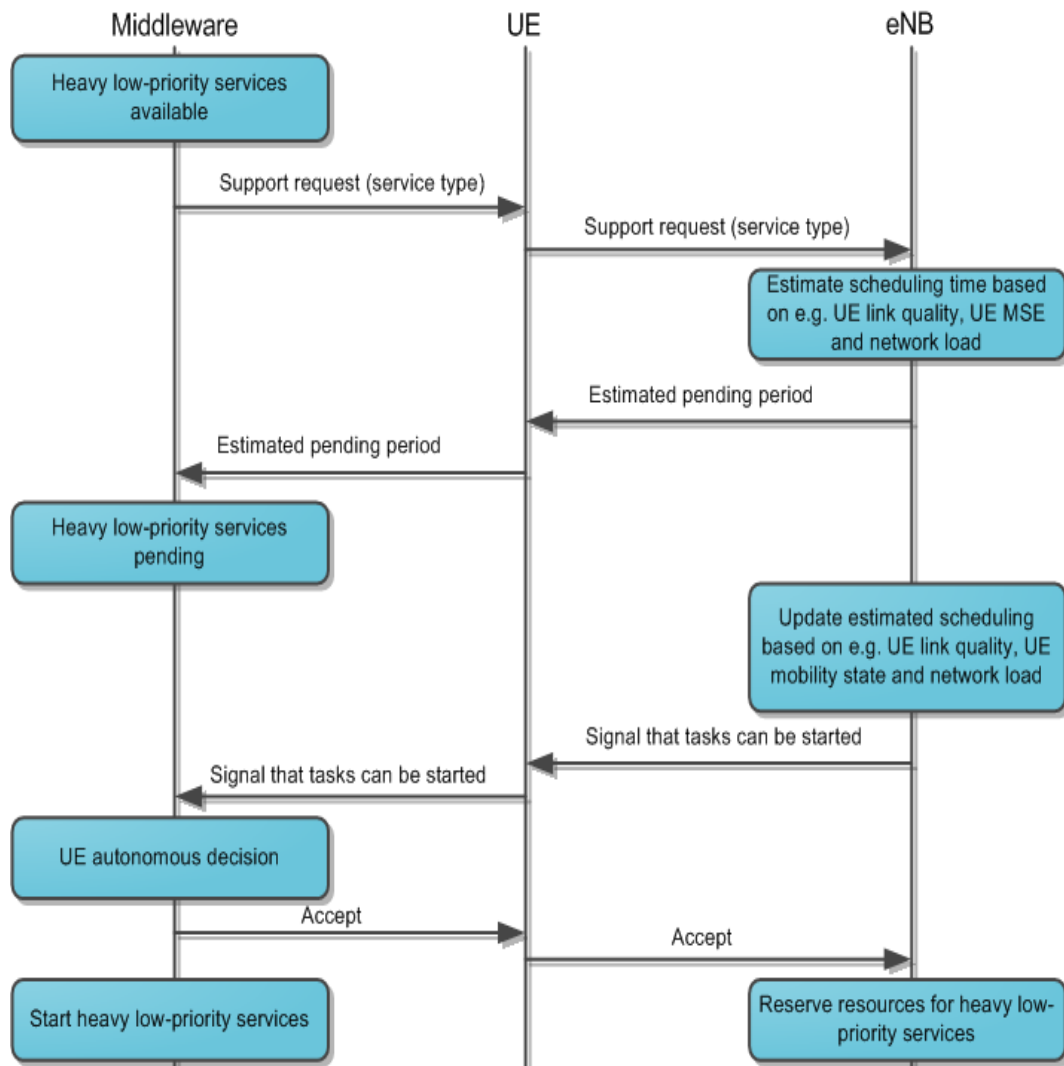 Middleware
UE
eNB
Heavy low-priority services
available
Support request (service type)
Support request (service type)
Estimate scheduling time based
on e.g. UE link quality, UE MSE
and network load
Estimated pending period
Estimated pending period
Heavy low-priority services
pending
Update estimated scheduling
based on e.g. UE link quality, UE
mobility state and network load
Signal that tasks can be started
Signal that tasks can be started
UE autonomous decision
Accept
Accept
Start heavy low-priority services
Reserve resources for heavy low-
priority services